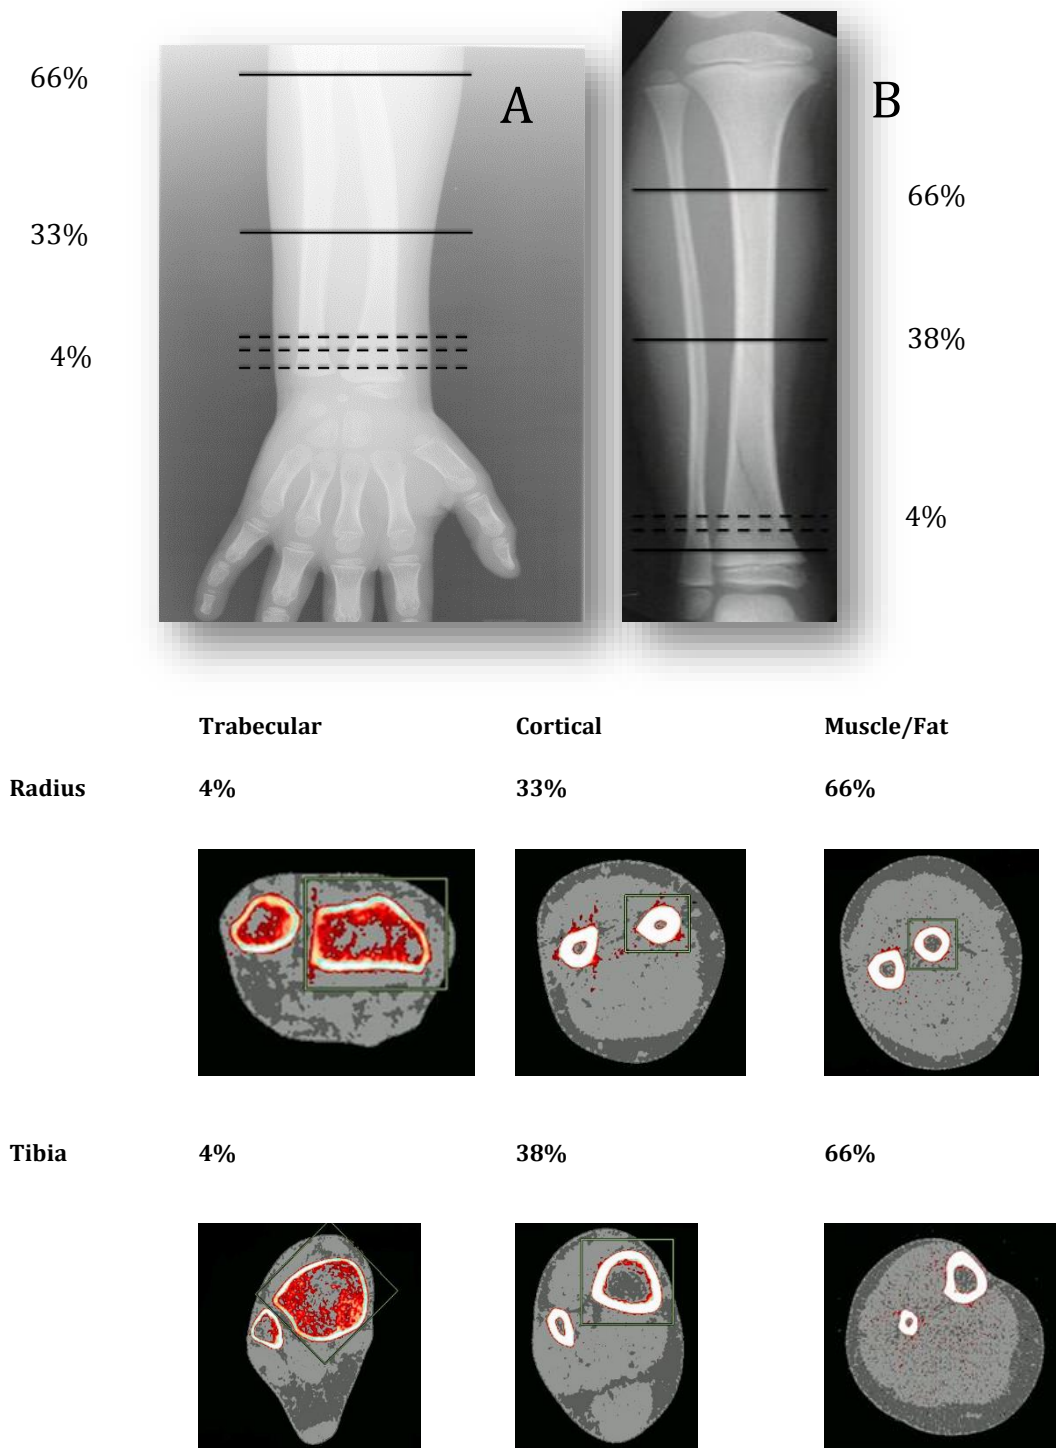 66%
A
B
66%
33%
38%
4%
4%
Trabecular Cortical Muscle/Fat
Radius 4% 33% 66%
Tibia 4% 38% 66%